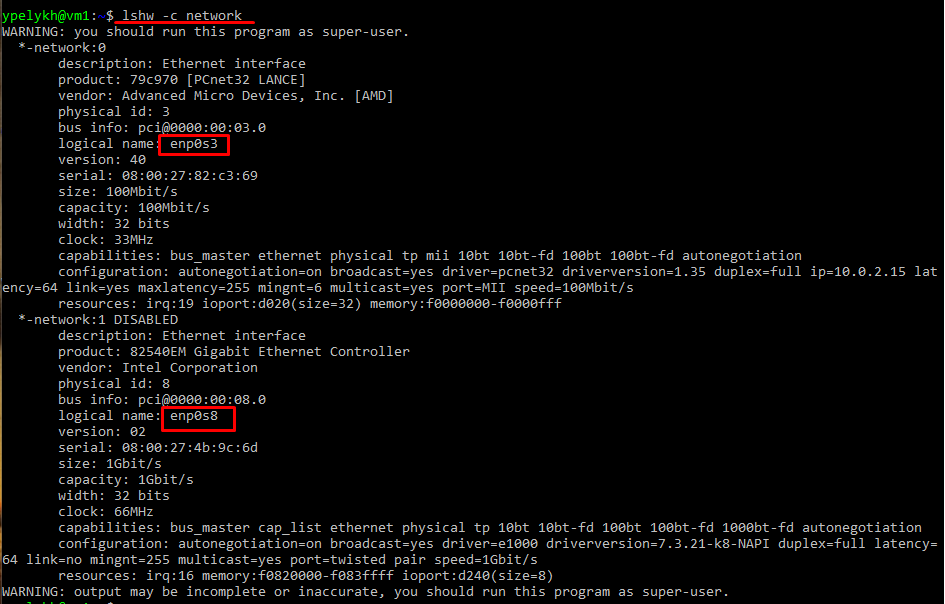 ypelykh@vm1:~$ lshw -c network
WARNING: you should run this program as super-user.
*-network:0
description: Ethernet interface
product: 79c970 [PCnet32 LANCE]
vendor: Advanced Micro Devices, Inc. [AMD]
physical id: 3
bus info: pci@0000:00:03.0
logical name: enp0s3
version: 40
serial: 08:00:27:82:c3:69
size: 100Mbit/s
capacity: 100Mbit/s
width: 32 bits
clock: 33MHz
capabilities: bus_master ethernet physical tp mii 10bt 10bt-fd 100bt 100bt-fd autonegotiation
configuration: autonegotiation=on broadcast=yes driver=pcnet32 driverversion=1.35 duplex=full ip=10.0.2.15 lat
ency=64 link=yes maxlatency=255 mingnt=6 multicast=yes port=MII speed=100Mbit/s
resources: irq:19 ioport:d020(size=32) memory:f0000000-f0000fff
*-network:1 DISABLED
description: Ethernet interface
product: 82540EM Gigabit Ethernet Controller
vendor: Intel Corporation
physical id: 8
bus info: pci@0000:00:08.0
logical name: enp0s8
version: 02
serial: 08:00:27:4b:9c:6d
size: 1Gbit/s
capacity: 1Gbit/s
width: 32 bits
clock: 66MHz
capabilities: bus_master cap_list ethernet physical tp 10bt 10bt-fd 100bt 100bt-fd 1000bt-fd autonegotiation
configuration: autonegotiation=on broadcast=yes driver=e1000 driverversion=7.3.21-k8-NAPI duplex=full latency=
64 link=no mingnt=255 multicast=yes port=twisted pair speed=1Gbit/s
resources: irq:16 memory:f0820000-f083ffff ioport:d240(size=8)
WARNING: output may be incomplete or inaccurate, you should run this program as super-user.